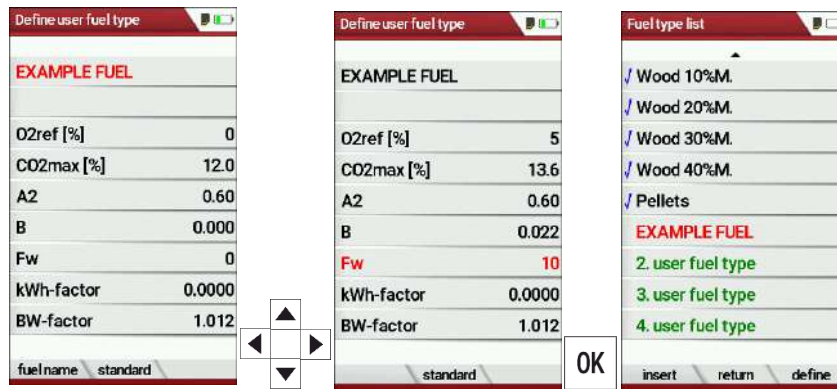 Define user fuel type
EXAMPLE FUEL
O2ref [%] 0
CO2max [%] 12.0
A2 0.60
B 0.000
Fw 0
kWh-factor 0.0000
BW-factor 1.012
fuel name standard
Define user fuel type
EXAMPLE FUEL
O2ref [%] 5
CO2max [%] 13.6
A2 0.60
B 0.022
Fw 10
kWh-factor 0.0000
BW-factor 1.012
standard
OK
Fuel type list
Wood 10%M.
Wood 20%M.
Wood 30%M.
Wood 40%M.
Pellets
EXAMPLE FUEL
2. user fuel type
3. user fuel type
4. user fuel type
insert return define